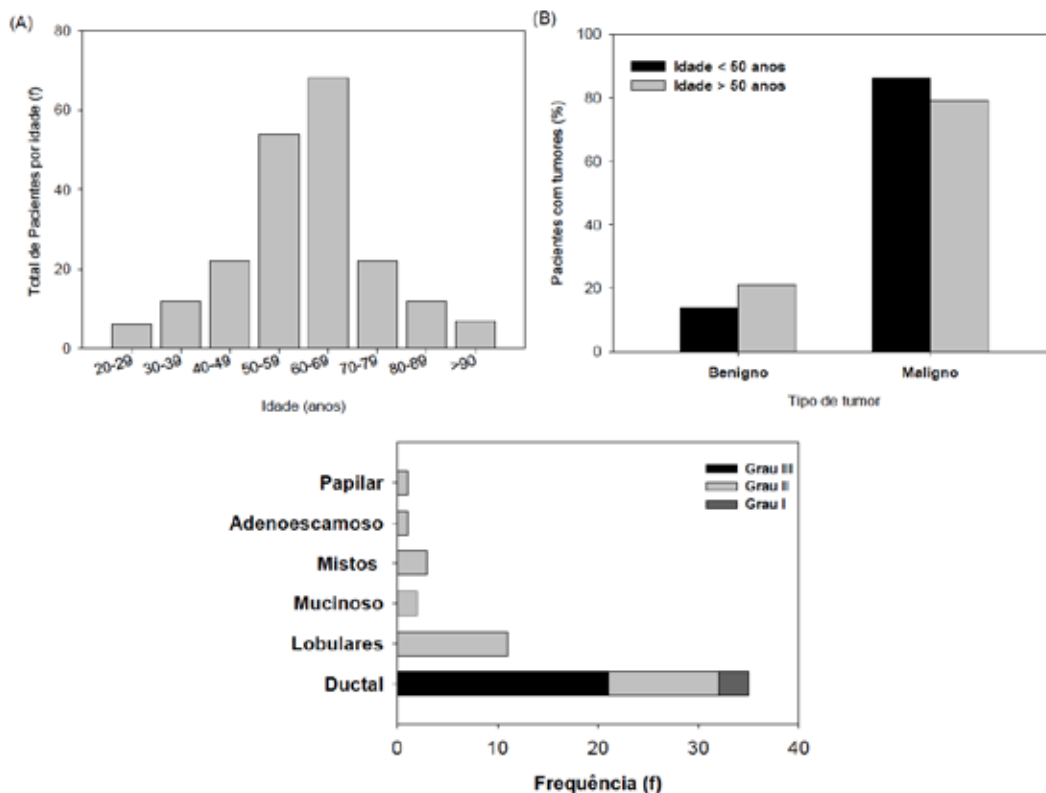 (A)
80
60
40
20
0
Total de Pacientes por idade (f)
20-29
30-39
40-49
50-59
60-69
70-79
80-89
>90
Idade (anos)
(B)
100
80
60
40
20
0
Pacientes com tumores (%)
Idade < 50 anos
Idade > 50 anos
Benigno
Maligno
Tipo de tumor
Papilar
Adenoescamoso
Mistos
Mucinoso
Lobulares
Ductal
Grau III
Grau II
Grau I
0
10
20
30
40
Frequência (f)